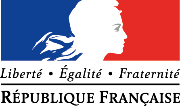 Liberté • Égalité • Fraternité
RÉPUBLIQUE FRANÇAISE